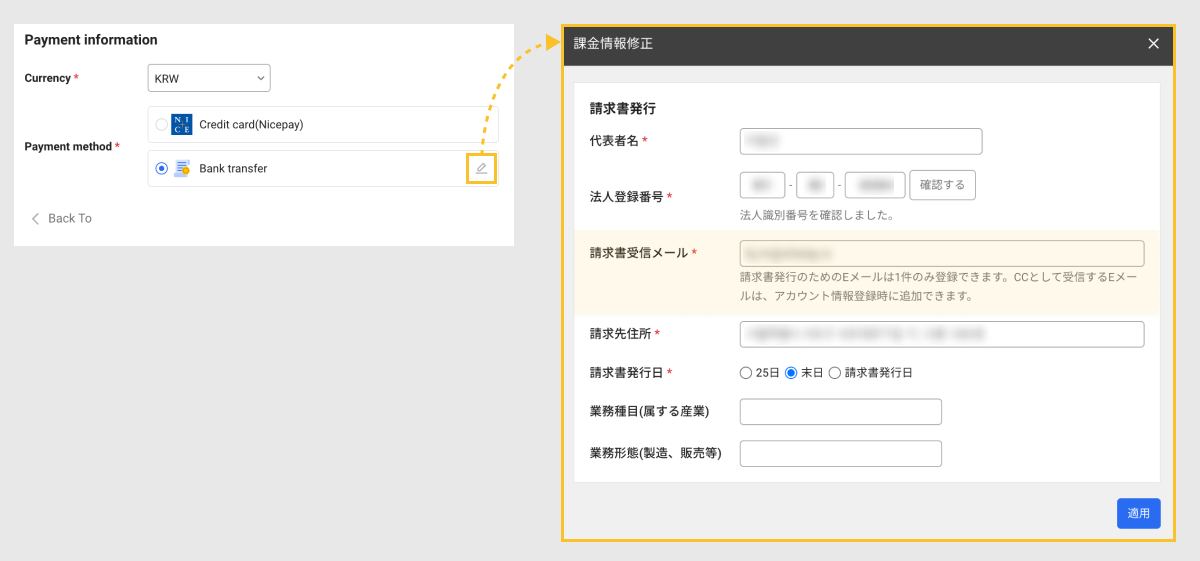 Payment information
Currency *
KRW
Payment method *
NICE Credit card(Nicepay)
Bank transfer
Back To
課金情報修正
請求書発行
代表者名 *
法人登録番号 *
- -
確認する
法人識別番号を確認しました。
請求書受信メール *
請求書発行のためのEメールは1件のみ登録できます。CCとして受信するEメー
ルは、アカウント情報登録時に追加できます。
請求先住所 *
請求書発行日 *
25日 末日 請求書発行日
業務種目(属する産業)
業務形態(製造、販売等)
適用